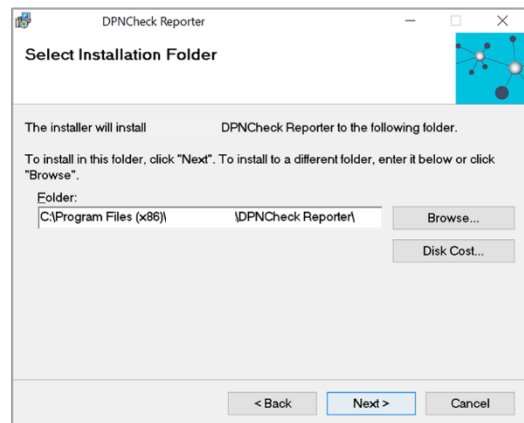 DPNCheck Reporter
Select Installation Folder
The installer will install DPNCheck Reporter to the following folder.
To install in this folder, click "Next". To install to a different folder, enter it below or click
"Browse".
Folder:
C:\Program Files (x86)\ \DPNCheck Reporter\
Browse...
Disk Cost...
< Back
Next >
Cancel